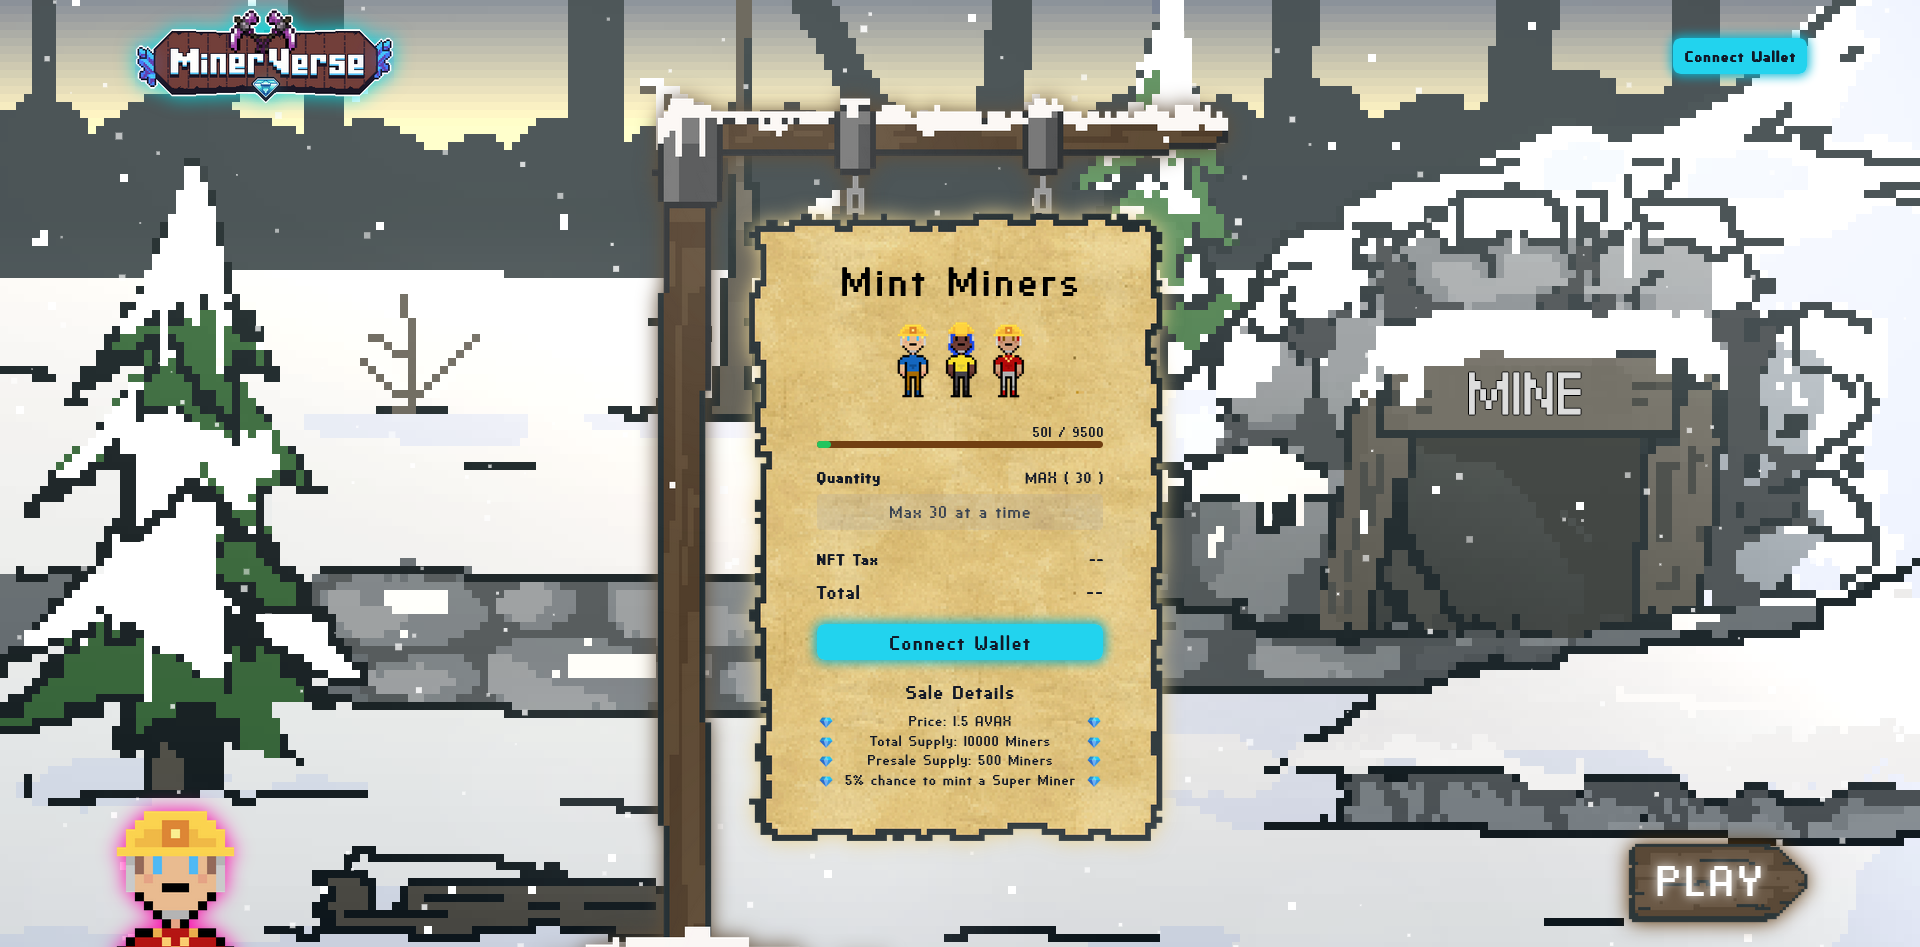 MinerVerse
Connect Wallet
Mint Miners
501 / 9500
Quantity MAX ( 30 )
Max 30 at a time
NFT Tax --
Total --
Connect Wallet
Sale Details
Price: 1.5 AVAX
Total Supply: 10000 Miners
Presale Supply: 500 Miners
5% chance to mint a Super Miner
MINE
PLAY